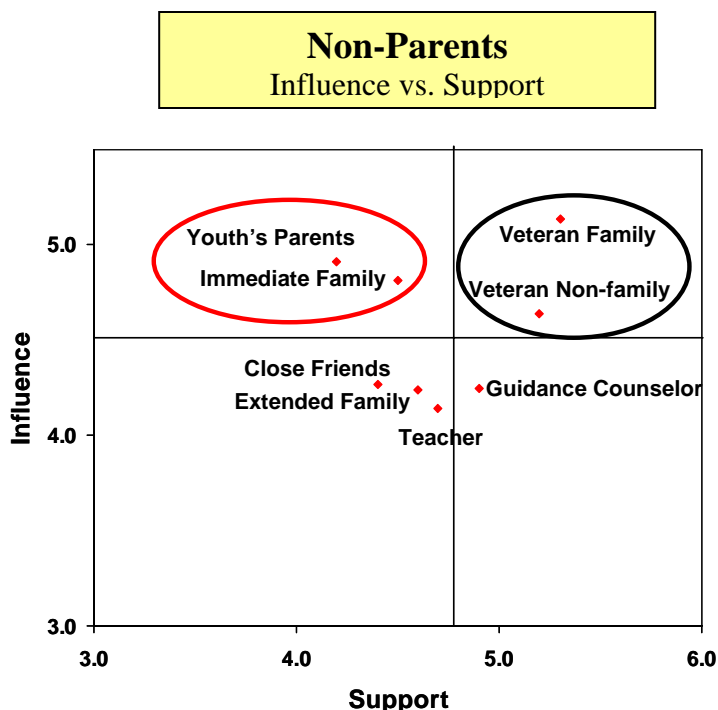 Non-Parents
Influence vs. Support
5.0
4.0
3.0
Influence
Youth's Parents
Immediate Family
Veteran Family
Veteran Non-family
Close Friends
Extended Family
Teacher
Guidance Counselor
3.0
4.0
5.0
6.0
Support